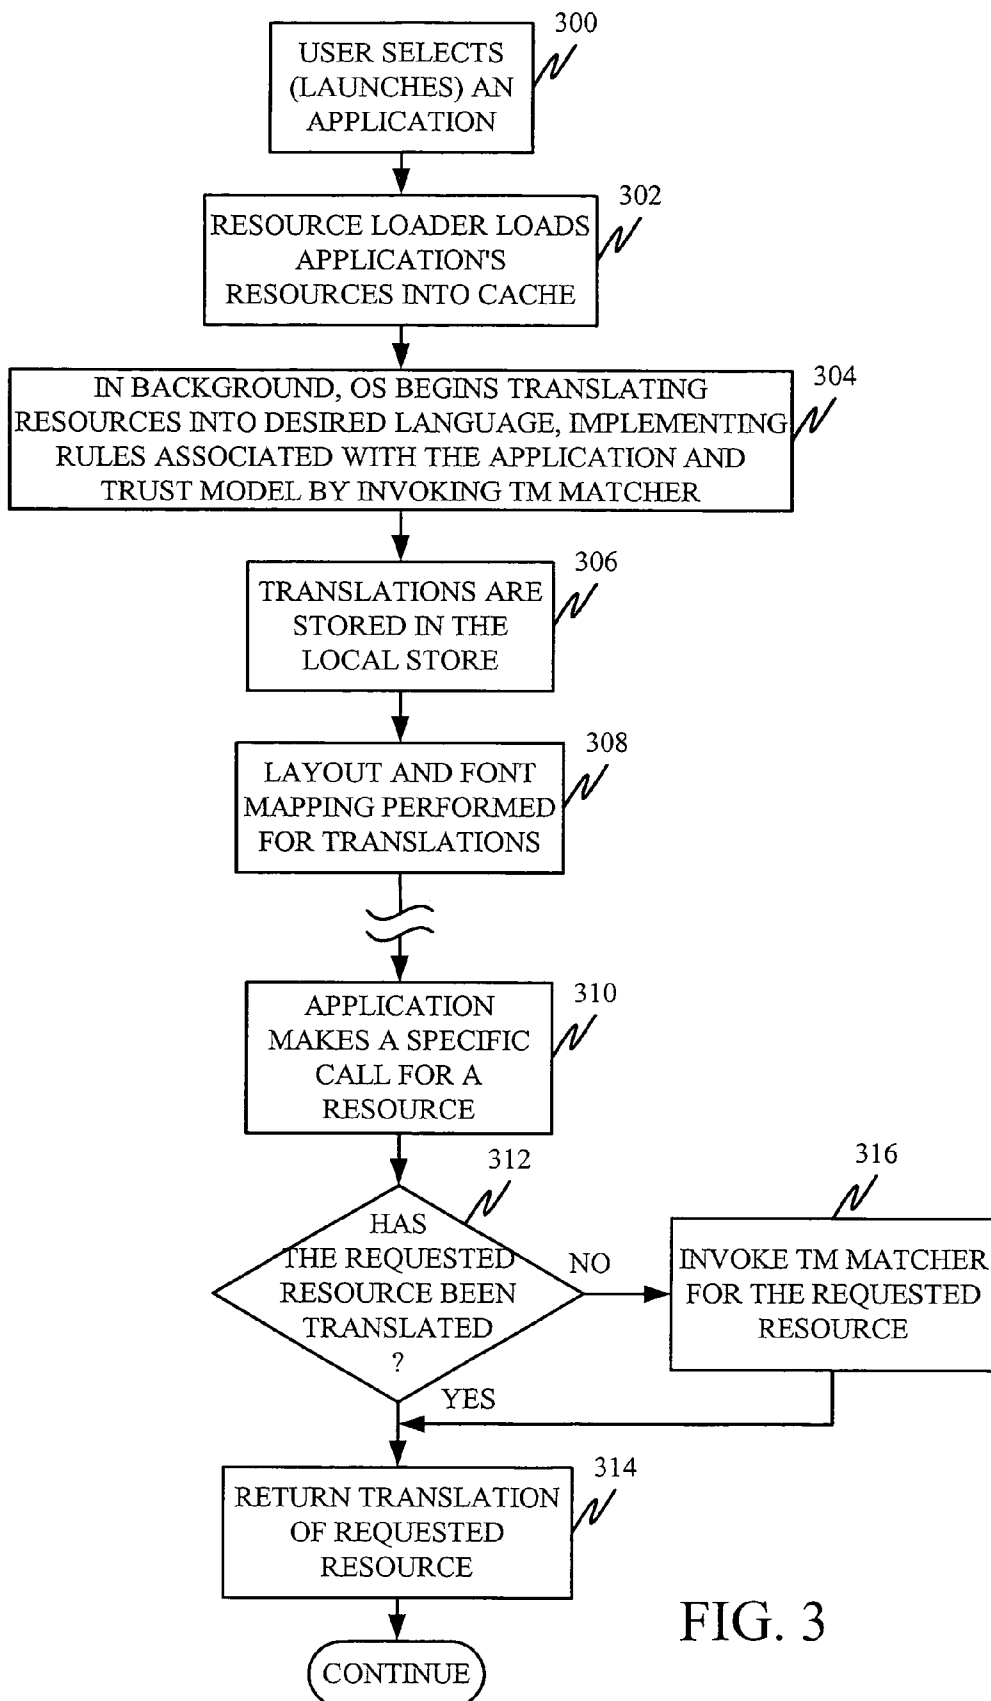 300
USER SELECTS
(LAUNCHES) AN
APPLICATION
302
RESOURCE LOADER LOADS
APPLICATION'S
RESOURCES INTO CACHE
304
IN BACKGROUND, OS BEGINS TRANSLATING
RESOURCES INTO DESIRED LANGUAGE, IMPLEMENTING
RULES ASSOCIATED WITH THE APPLICATION AND
TRUST MODEL BY INVOKING TM MATCHER
306
TRANSLATIONS ARE
STORED IN THE
LOCAL STORE
308
LAYOUT AND FONT
MAPPING PERFORMED
FOR TRANSLATIONS
310
APPLICATION
MAKES A SPECIFIC
CALL FOR A
RESOURCE
312
HAS
THE REQUESTED
RESOURCE BEEN
TRANSLATED
?
NO
316
INVOKE TM MATCHER
FOR THE REQUESTED
RESOURCE
YES
314
RETURN TRANSLATION
OF REQUESTED
RESOURCE
CONTINUE
FIG. 3